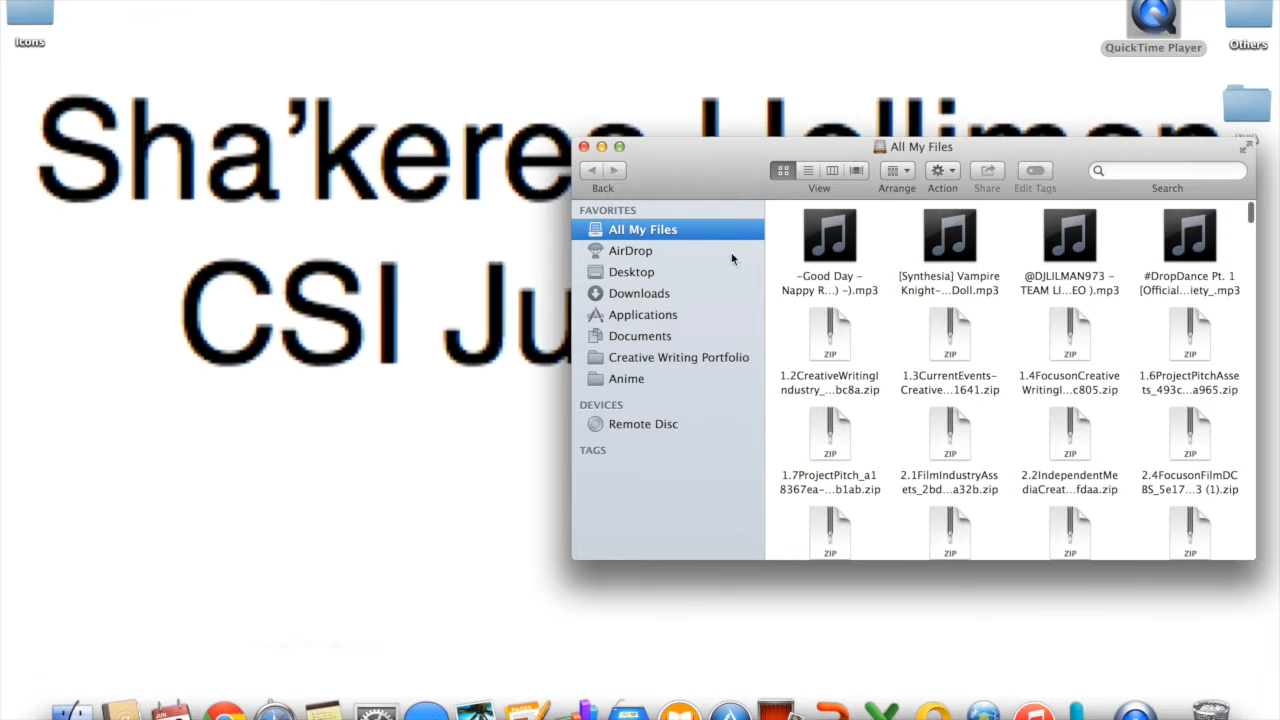 Icons
QuickTime Player
Others
Sha'keres Holliman
CSI Ju
All My Files
Back
View
Arrange
Action
Share
Edit Tags
Search
FAVORITES
All My Files
AirDrop
Desktop
Downloads
Applications
Documents
Creative Writing Portfolio
Anime
DEVICES
Remote Disc
TAGS
-Good Day - Nappy R...) -).mp3
[Synthesia] Vampire Knight-...Doll.mp3
@DJLILMAN973 - TEAM LI...EO ).mp3
#DropDance Pt. 1 [Official...iety_.mp3
ZIP
ZIP
ZIP
ZIP
1.2CreativeWritingI ndustry_...bc8a.zip
1.3CurrentEvents- Creative...1641.zip
1.4FocusonCreative WritingI...c805.zip
1.6ProjectPitchAsse ts_493c...a965.zip
ZIP
ZIP
ZIP
ZIP
1.7ProjectPitch_a1 8367ea-...b1ab.zip
2.1FilmIndustryAss ets_2bd...a32b.zip
2.2IndependentMe diaCreat...fdaa.zip
2.4FocusonFilmDC BS_5e17...3 (1).zip
ZIP
ZIP
ZIP
ZIP